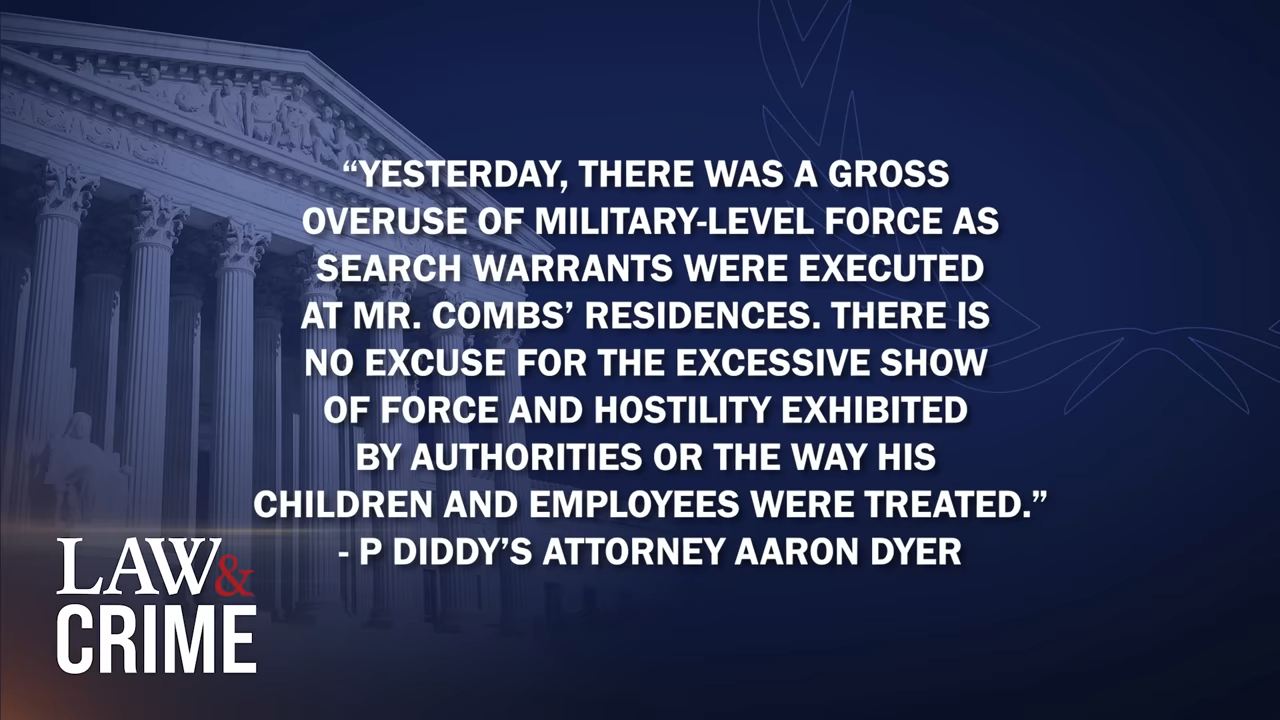 “YESTERDAY, THERE WAS A GROSS
OVERUSE OF MILITARY-LEVEL FORCE AS
SEARCH WARRANTS WERE EXECUTED
AT MR. COMBS’ RESIDENCES. THERE IS
NO EXCUSE FOR THE EXCESSIVE SHOW
OF FORCE AND HOSTILITY EXHIBITED
BY AUTHORITIES OR THE WAY HIS
CHILDREN AND EMPLOYEES WERE TREATED.”
- P DIDDY’S ATTORNEY AARON DYER
LAW&
CRIME